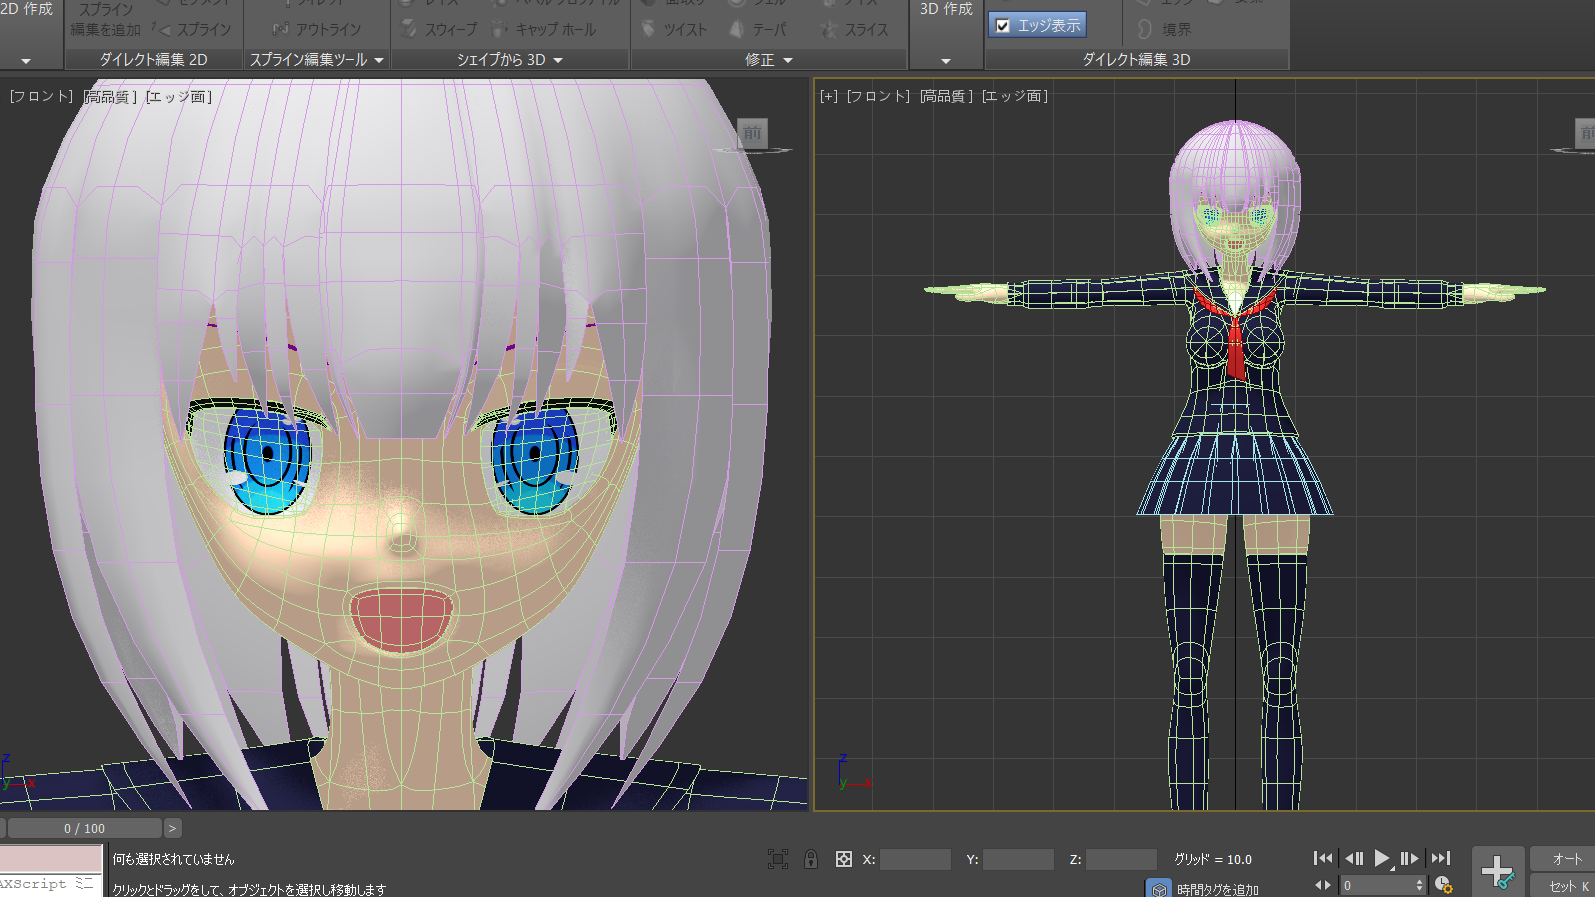 2D 作成
スプライン
編集を追加
スプライン
アウトライン
スウィープ
キャップ ホール
ツイスト
テーパ
スライス
3D 作成
エッジ表示
境界
ダイレクト編集 2D
スプライン編集ツール
シェイプから 3D
修正
ダイレクト編集 3D
[フロント] [高品質] [エッジ面]
[+] [フロント] [高品質] [エッジ面]
前
前
z
y
x
z
y
x
0 / 100
>
何も選択されていません
X:
Y:
Z:
グリッド = 10.0
オート
AXScript ミニ
クリックとドラッグをして、オブジェクトを選択し移動します
時間タグを追加
0
セット K